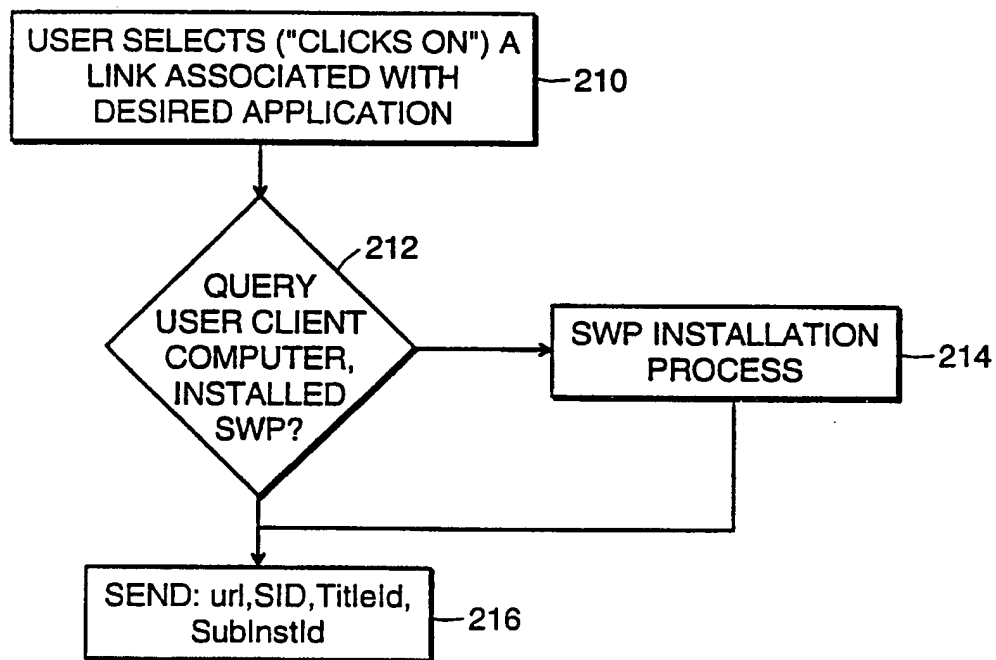 USER SELECTS ("CLICKS ON") A
LINK ASSOCIATED WITH
DESIRED APPLICATION
210
212
QUERY
USER CLIENT
COMPUTER,
INSTALLED
SWP?
SWP INSTALLATION
PROCESS
214
SEND: url,SID,TitleId,
SubInstId
216